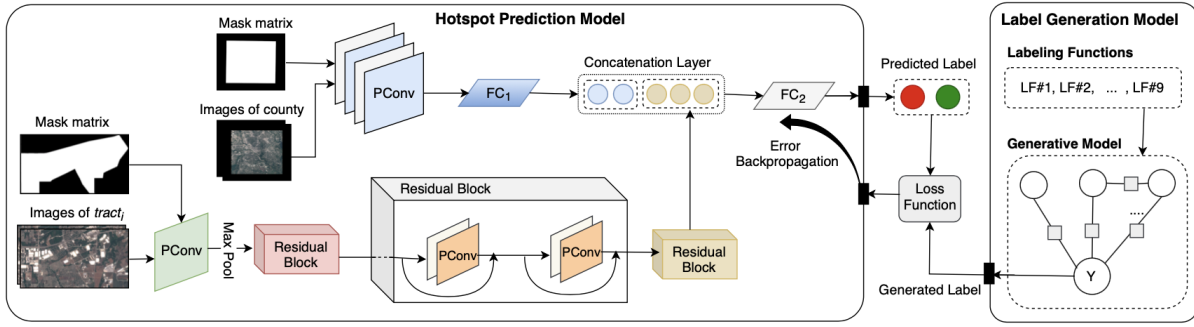 Hotspot Prediction Model
Mask matrix
Images of county
PConv
FC1
Concatenation Layer
FC2
Mask matrix
Images of tracti
PConv
Max Pool
Residual
Block
Residual Block
PConv
PConv
Residual
Block
Error
Backpropagation
Predicted Label
Loss
Function
Generated Label
Label Generation Model
Labeling Functions
LF#1, LF#2, ... , LF#9
Generative Model
....
Y